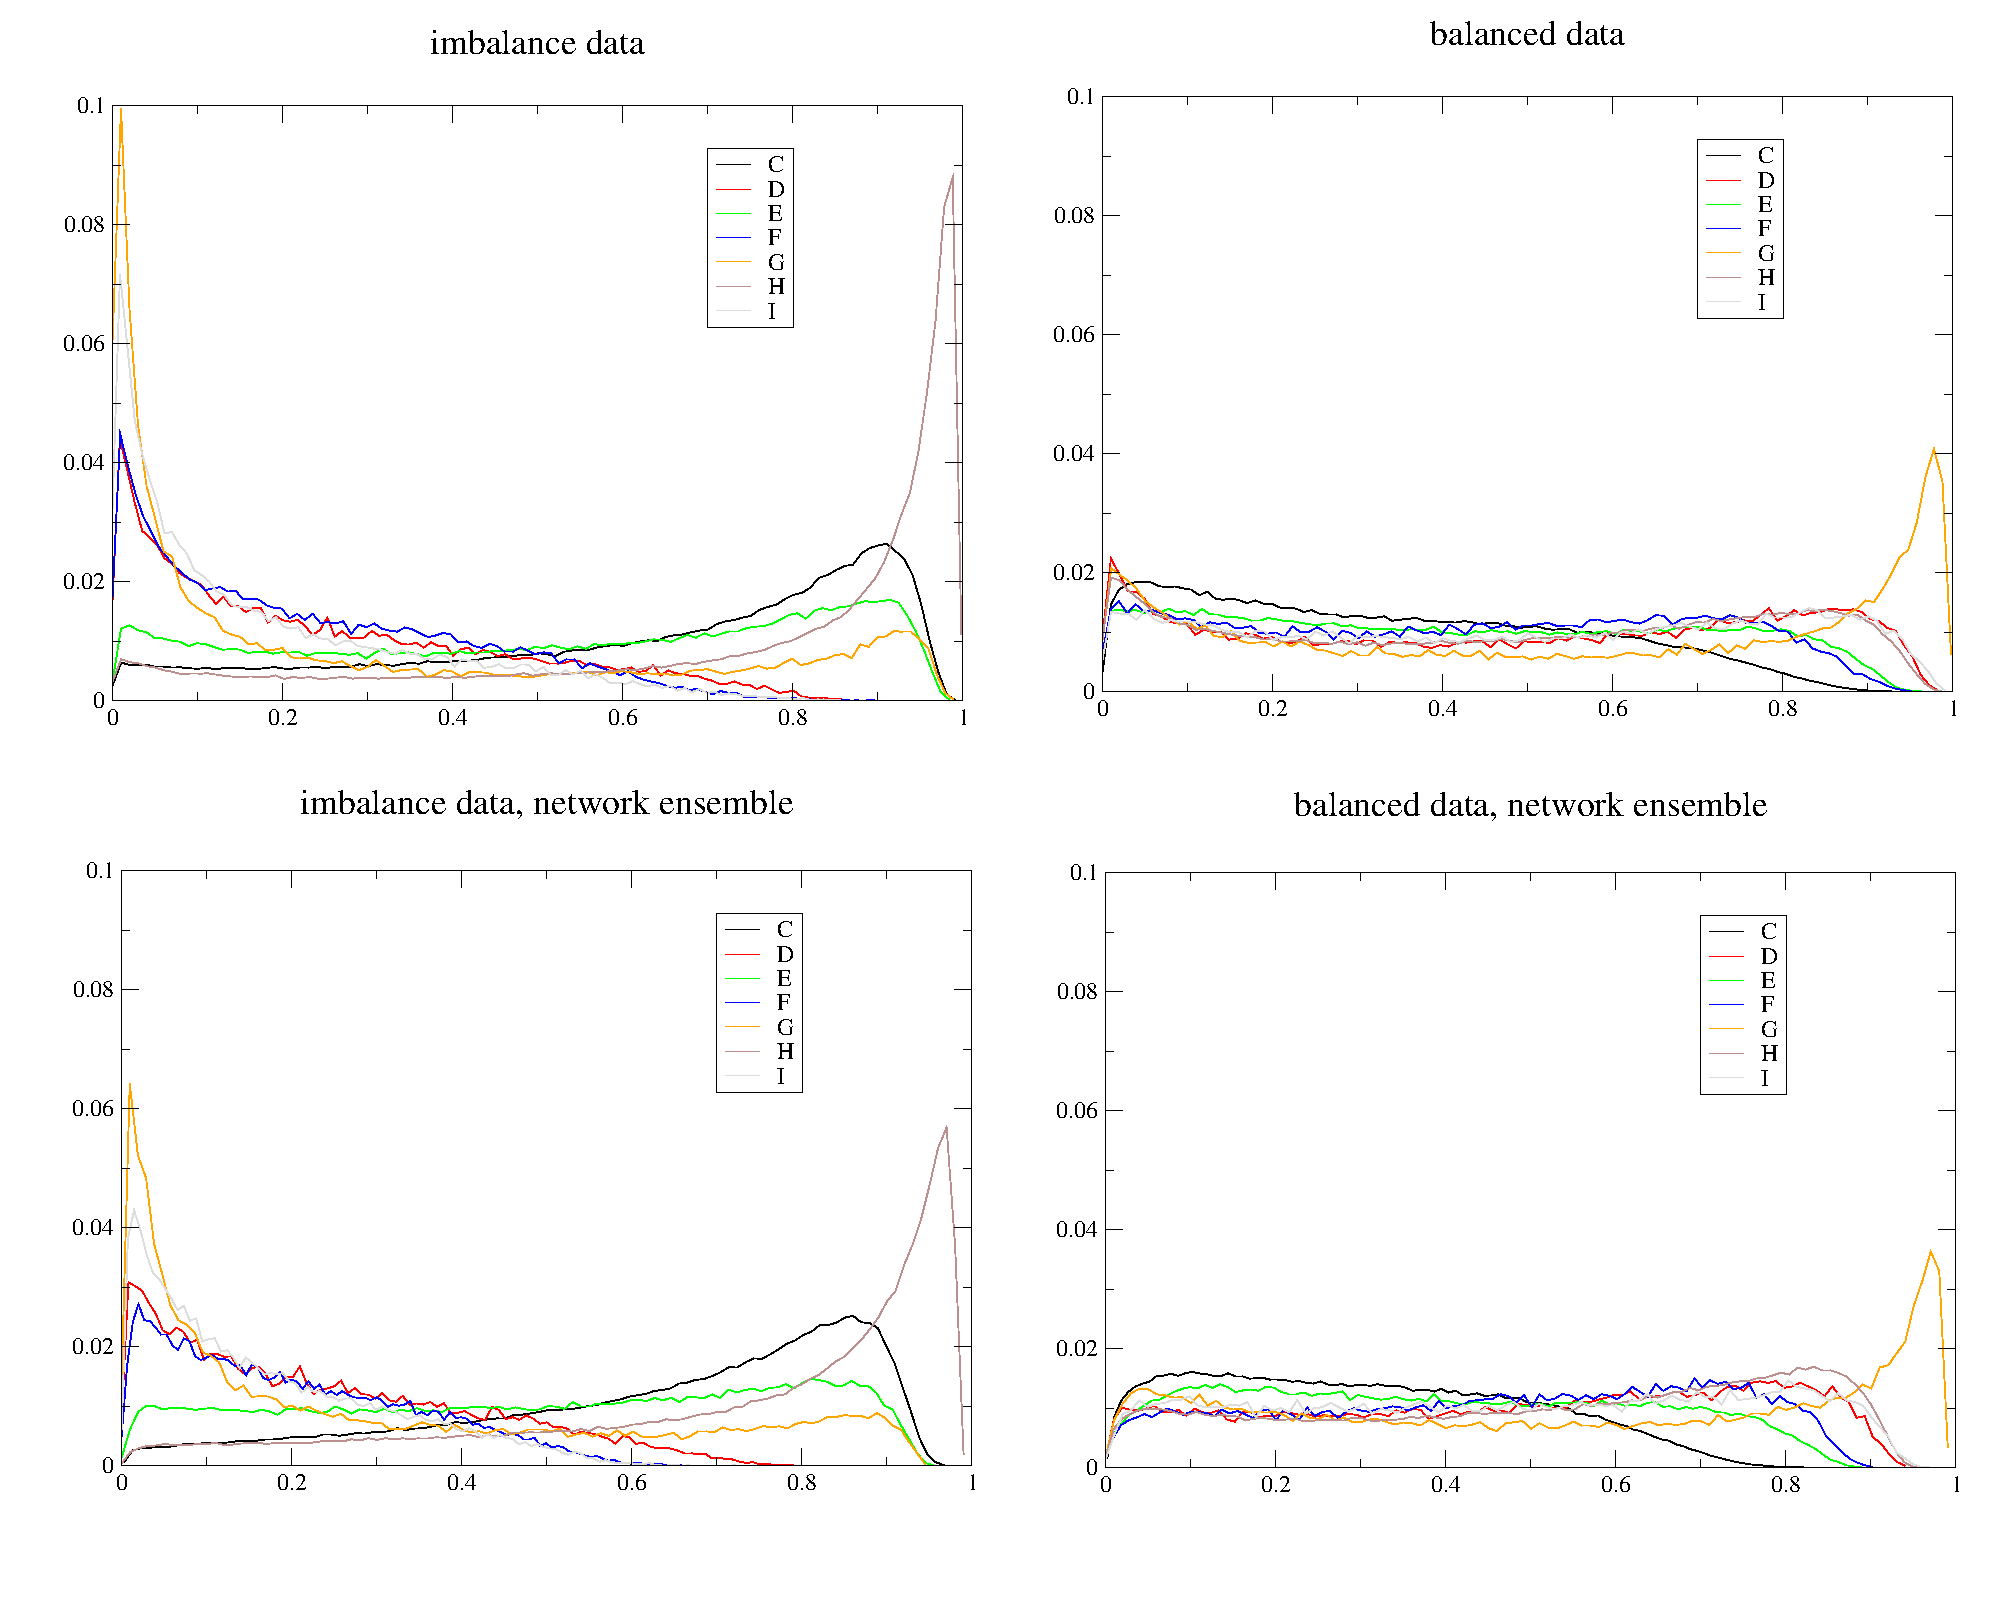 imbalance data
0.1
0.08
0.06
0.04
0.02
0
0 0.2 0.4 0.6 0.8 1
C
D
E
F
G
H
I
balanced data
0.1
0.08
0.06
0.04
0.02
0
0 0.2 0.4 0.6 0.8 1
C
D
E
F
G
H
I
imbalance data, network ensemble
0.1
0.08
0.06
0.04
0.02
0
0 0.2 0.4 0.6 0.8 1
C
D
E
F
G
H
I
balanced data, network ensemble
0.1
0.08
0.06
0.04
0.02
0
0 0.2 0.4 0.6 0.8 1
C
D
E
F
G
H
I